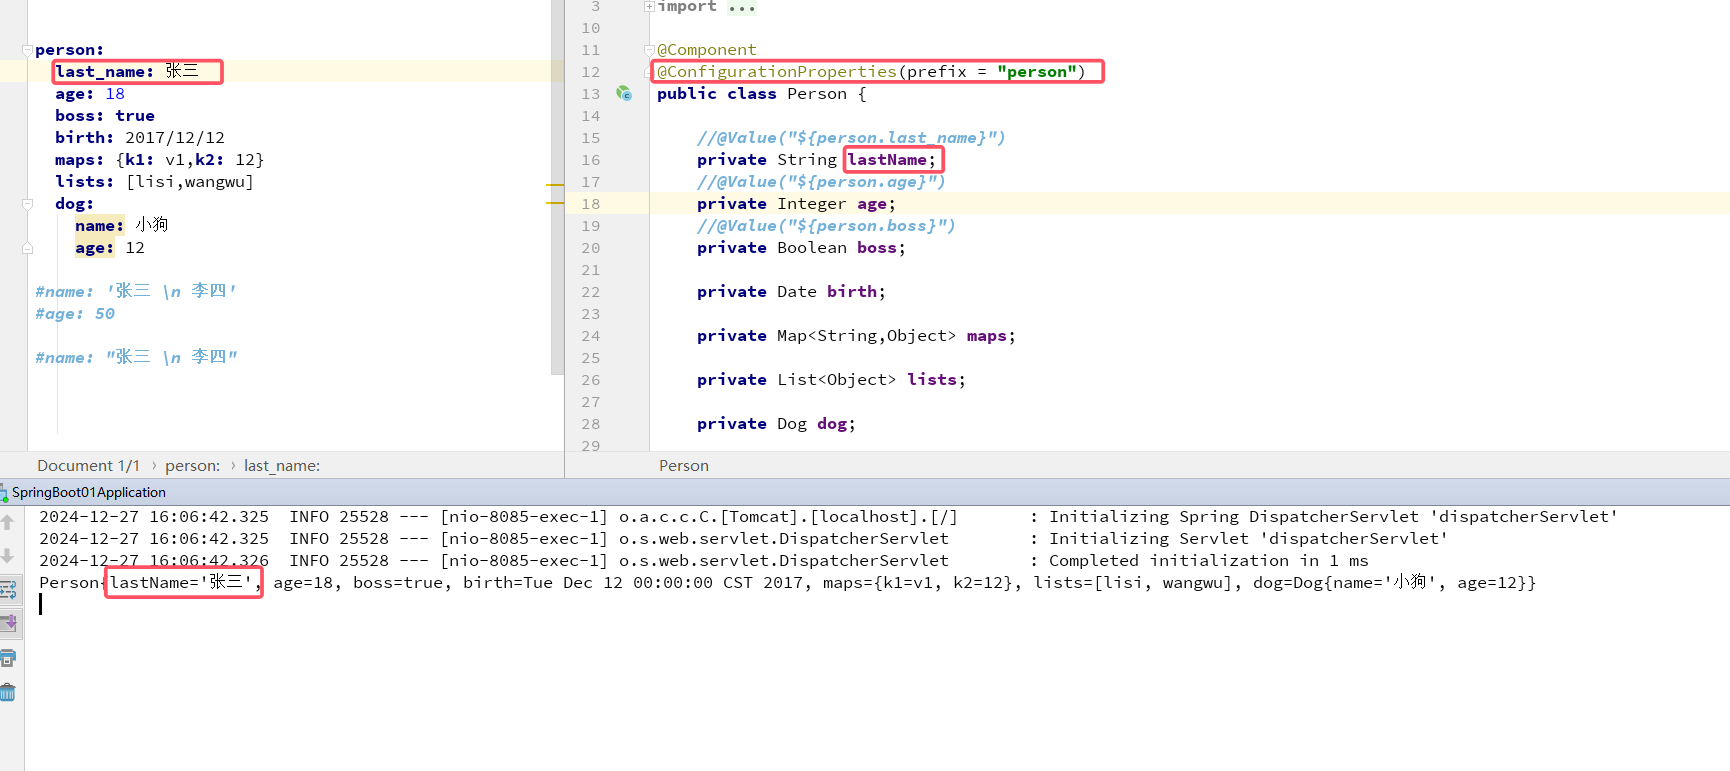 person:
  last_name: 张三
  age: 18
  boss: true
  birth: 2017/12/12
  maps: {k1: v1,k2: 12}
  lists: [lisi,wangwu]
  dog:
    name: 小狗
    age: 12
#name: '张三 \n 李四'
#age: 50
#name: "张三 \n 李四"
Document 1/1 › person: › last_name:
3 import ...
10
11 @Component
12 @ConfigurationProperties(prefix = "person")
13 public class Person {
14
15     //@Value("${person.last_name}")
16     private String lastName;
17     //@Value("${person.age}")
18     private Integer age;
19     //@Value("${person.boss}")
20     private Boolean boss;
21
22     private Date birth;
23
24     private Map<String,Object> maps;
25
26     private List<Object> lists;
27
28     private Dog dog;
29
Person
SpringBoot01Application
2024-12-27 16:06:42.325  INFO 25528 --- [nio-8085-exec-1] o.a.c.c.C.[Tomcat].[localhost].[/]       : Initializing Spring DispatcherServlet 'dispatcherServlet'
2024-12-27 16:06:42.325  INFO 25528 --- [nio-8085-exec-1] o.s.web.servlet.DispatcherServlet        : Initializing Servlet 'dispatcherServlet'
2024-12-27 16:06:42.326  INFO 25528 --- [nio-8085-exec-1] o.s.web.servlet.DispatcherServlet        : Completed initialization in 1 ms
Person{lastName='张三', age=18, boss=true, birth=Tue Dec 12 00:00:00 CST 2017, maps={k1=v1, k2=12}, lists=[lisi, wangwu], dog=Dog{name='小狗', age=12}}